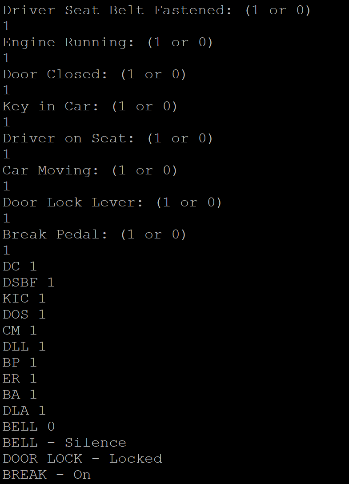 Driver Seat Belt Fastened: (1 or 0)
1
Engine Running: (1 or 0)
1
Door Closed: (1 or 0)
1
Key in Car: (1 or 0)
1
Driver on Seat: (1 or 0)
1
Car Moving: (1 or 0)
1
Door Lock Lever: (1 or 0)
1
Break Pedal: (1 or 0)
1
DC 1
DSBF 1
KIC 1
DOS 1
CM 1
DLL 1
BP 1
ER 1
BA 1
DLA 1
BELL 0
BELL - Silence
DOOR LOCK - Locked
BREAK - On